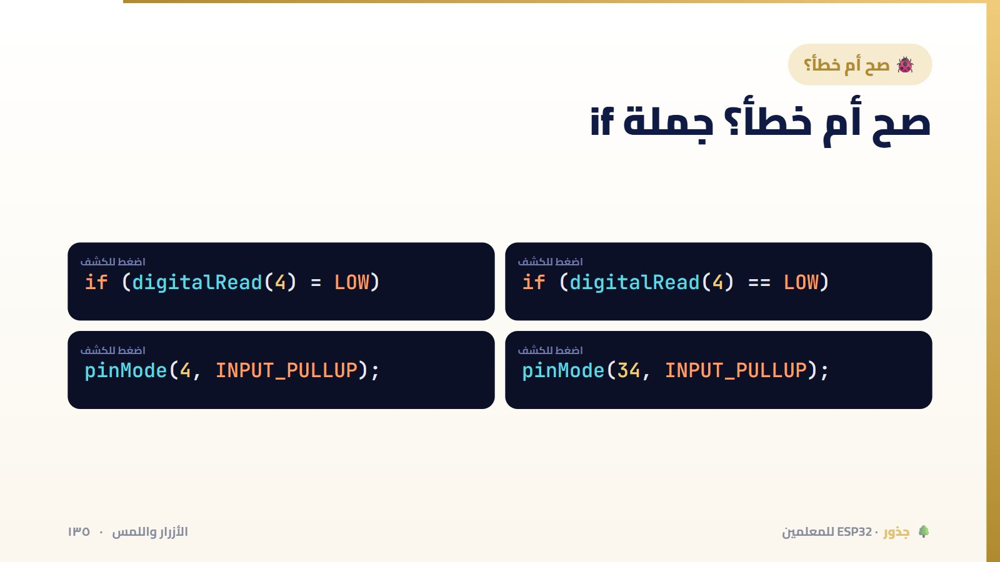 صح أم خطأ؟
صح أم خطأ؟ جملة if
اضغط للكشف
if (digitalRead(4) == LOW)
اضغط للكشف
if (digitalRead(4) = LOW)
اضغط للكشف
pinMode(34, INPUT_PULLUP);
اضغط للكشف
pinMode(4, INPUT_PULLUP);
جذور · ESP32 للمعلمين
الأزرار واللمس · ١٣٥